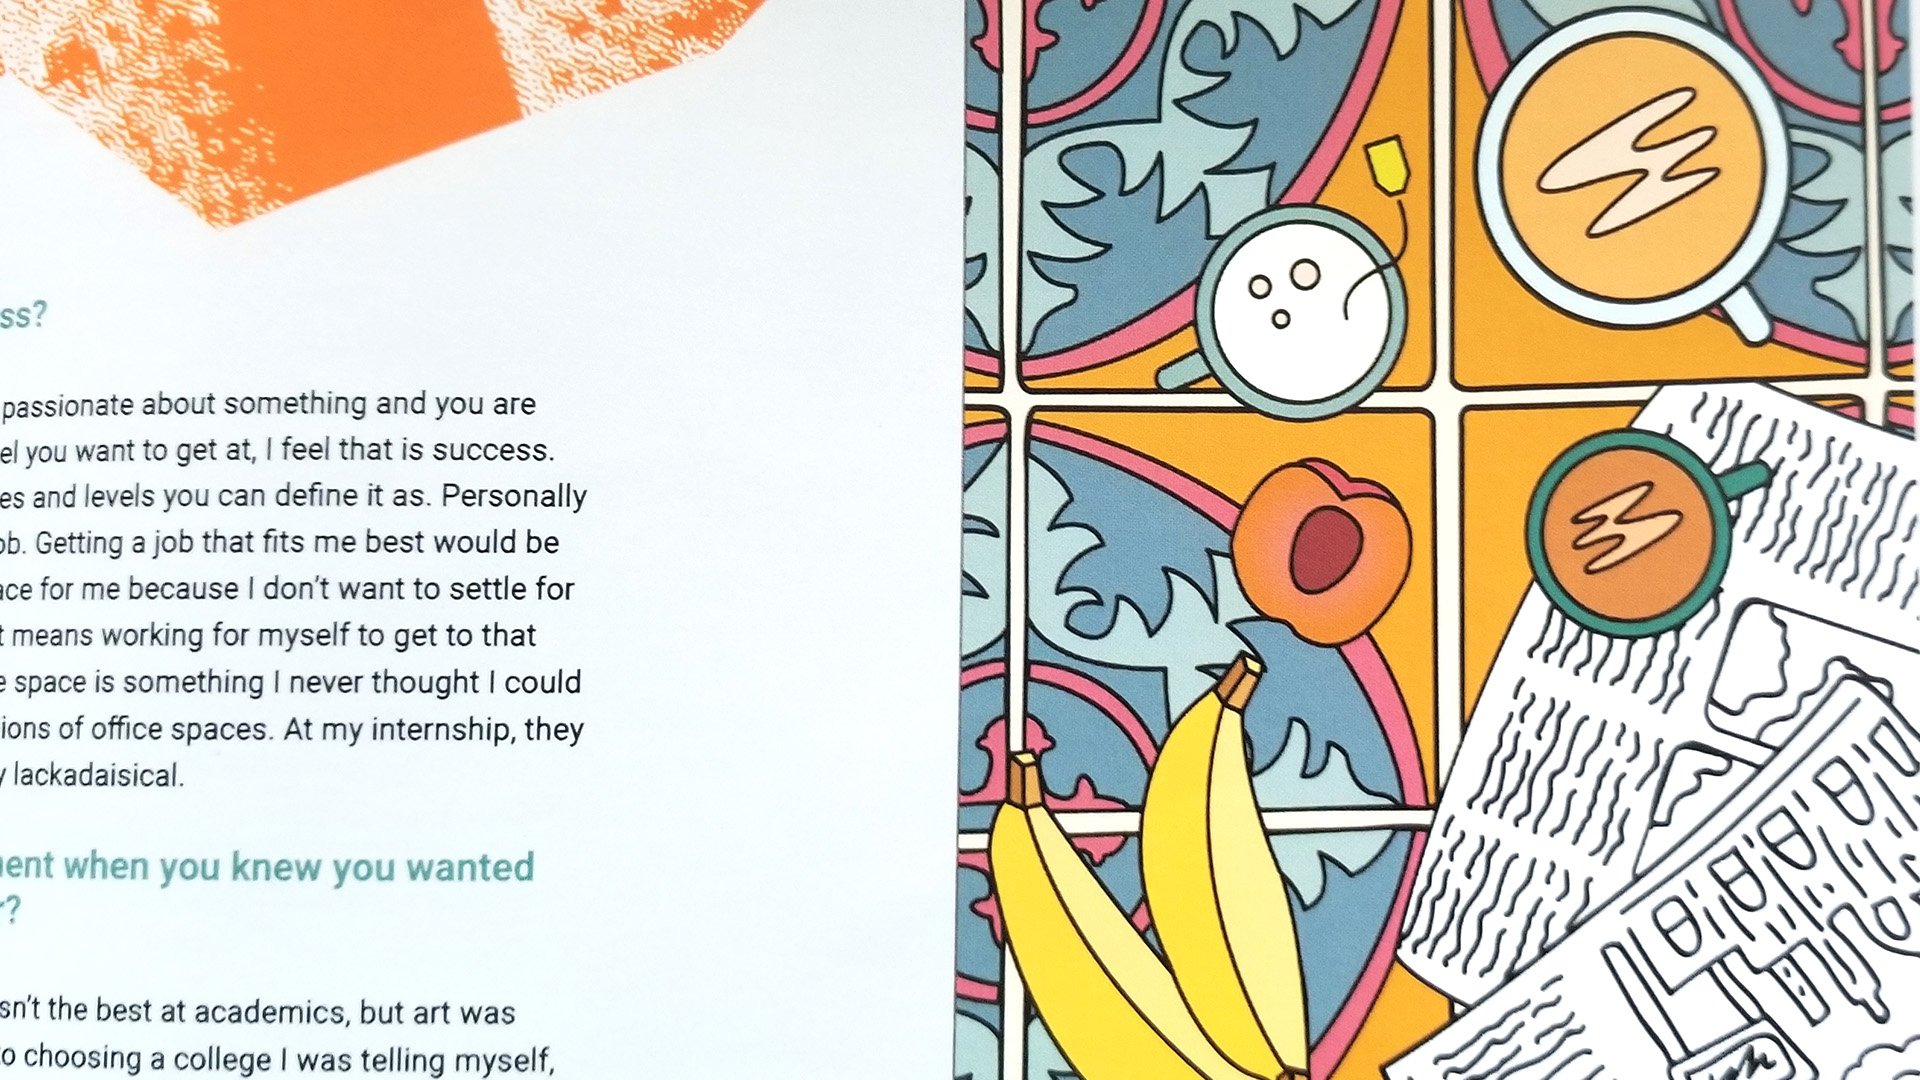 ss?
passionate about something and you are
el you want to get at, I feel that is success.
es and levels you can define it as. Personally
ob. Getting a job that fits me best would be
ace for me because I don't want to settle for
t means working for myself to get to that
e space is something I never thought I could
ions of office spaces. At my internship, they
y lackadaisical.
ent when you knew you wanted
r?
sn't the best at academics, but art was
o choosing a college I was telling myself,